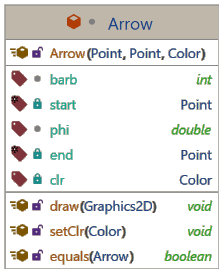 Arrow
Arrow(Point, Point, Color)
barb int
start Point
phi double
end Point
clr Color
draw(Graphics2D) void
setClr(Color) void
equals(Arrow) boolean